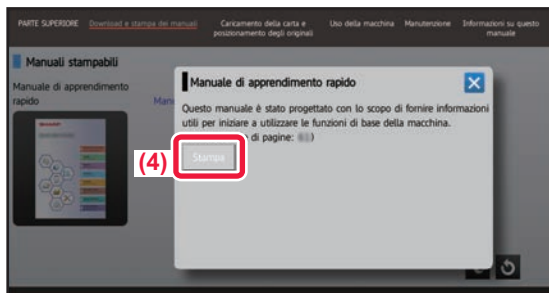 PARTE SUPERIORE Download e stampa dei manuali Caricamento della carta e posizionamento degli originali Uso della macchina Manutenzione Informazioni su questo manuale
Manuali stampabili
Manuale di apprendimento rapido
Manuale di apprendimento rapido
Questo manuale è stato progettato con lo scopo di fornire informazioni
utili per iniziare a utilizzare le funzioni di base della macchina.
di pagine:
(4)
Stampa